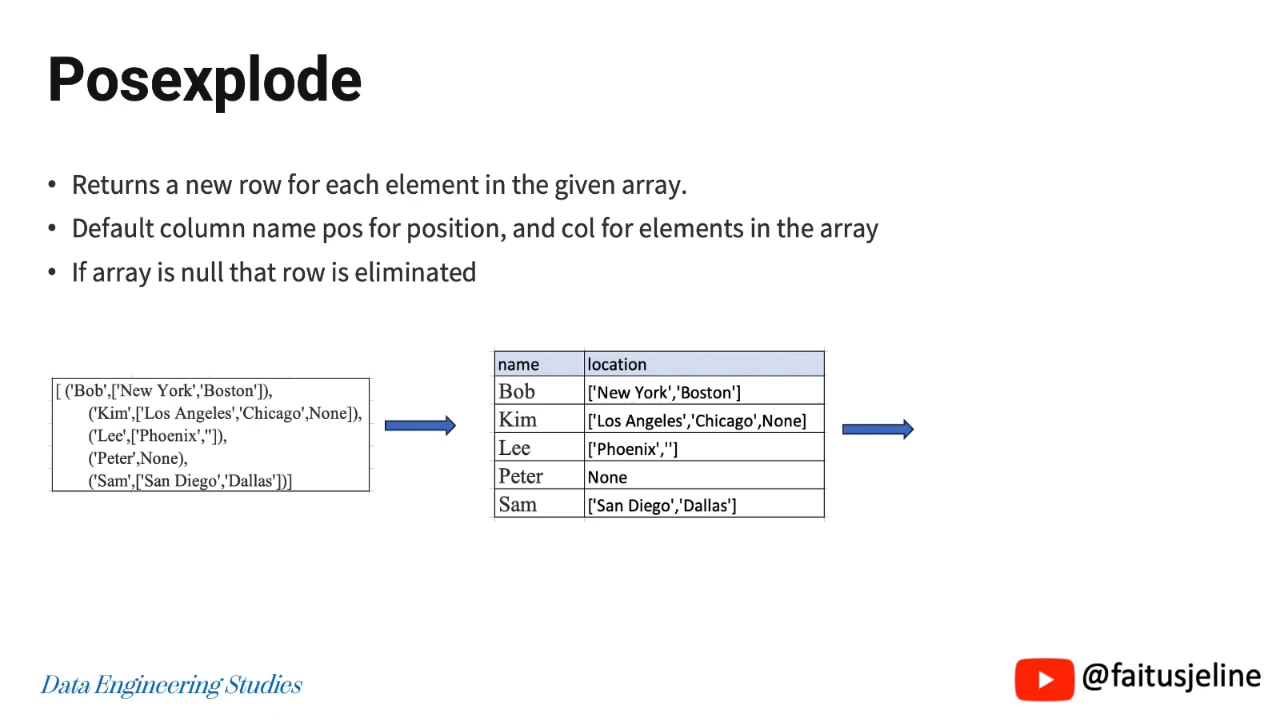 Posexplode
• Returns a new row for each element in the given array.
• Default column name pos for position, and col for elements in the array
• If array is null that row is eliminated
[ ('Bob',['New York','Boston']),
('Kim',['Los Angeles','Chicago',None]),
('Lee',['Phoenix','']),
('Peter',None),
('Sam',['San Diego','Dallas'])]
name location
Bob ['New York','Boston']
Kim ['Los Angeles','Chicago',None]
Lee ['Phoenix','']
Peter None
Sam ['San Diego','Dallas']
Data Engineering Studies
@faitusjeline